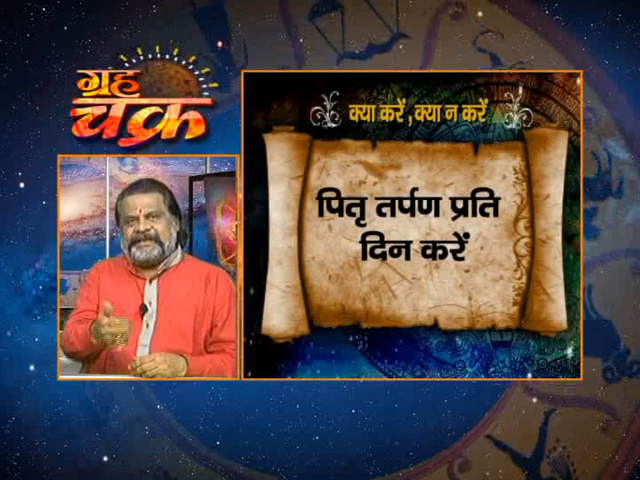 ग्रह
चक्र
क्या करें,क्या न करें
पितृ तर्पण प्रति
दिन करें